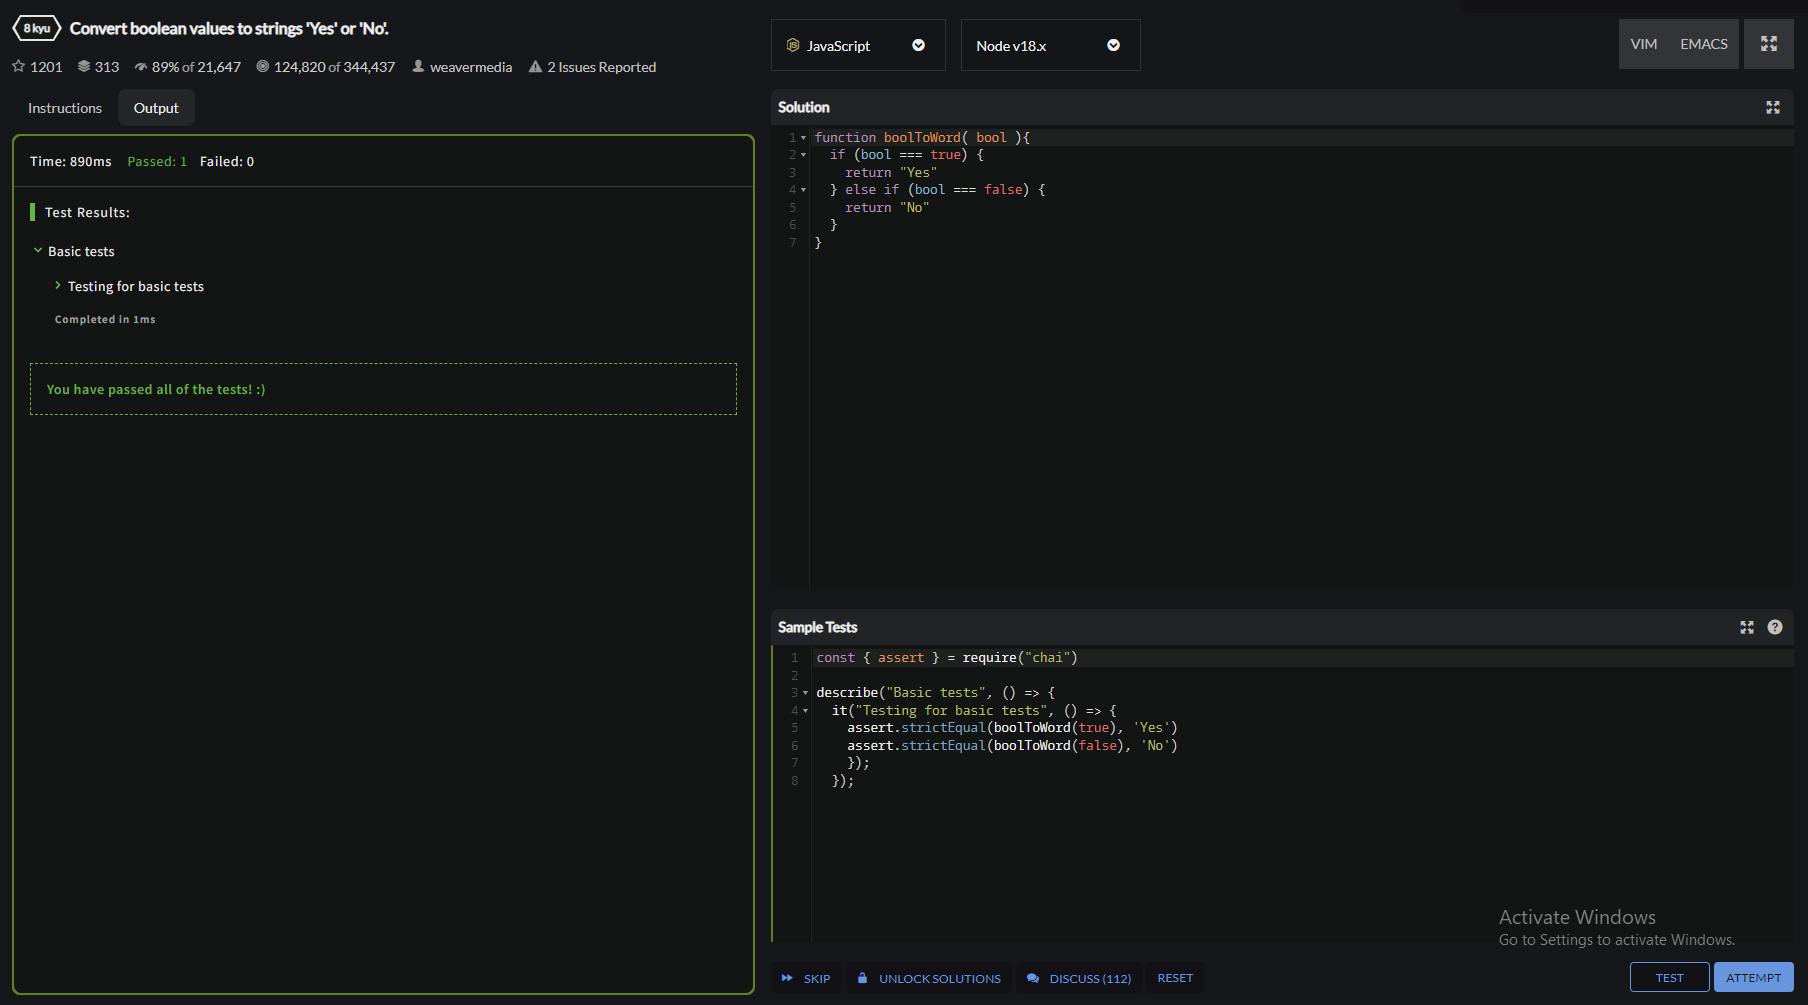 8 kyu Convert boolean values to strings 'Yes' or 'No'.
1201 313 89% of 21,647 124,820 of 344,437 weavermedia 2 Issues Reported
Instructions Output
Time: 890ms Passed: 1 Failed: 0
Test Results:
Basic tests
Testing for basic tests
Completed in 1ms
You have passed all of the tests! :)
JavaScript Node v18.x VIM EMACS
Solution
1 function boolToWord( bool ){
2 if (bool === true) {
3 return "Yes"
4 } else if (bool === false) {
5 return "No"
6 }
7 }
Sample Tests ?
1 const { assert } = require("chai")
2
3 describe("Basic tests", () => {
4 it("Testing for basic tests", () => {
5 assert.strictEqual(boolToWord(true), 'Yes')
6 assert.strictEqual(boolToWord(false), 'No')
7 });
8 });
Activate Windows
Go to Settings to activate Windows.
SKIP UNLOCK SOLUTIONS DISCUSS (112) RESET TEST ATTEMPT